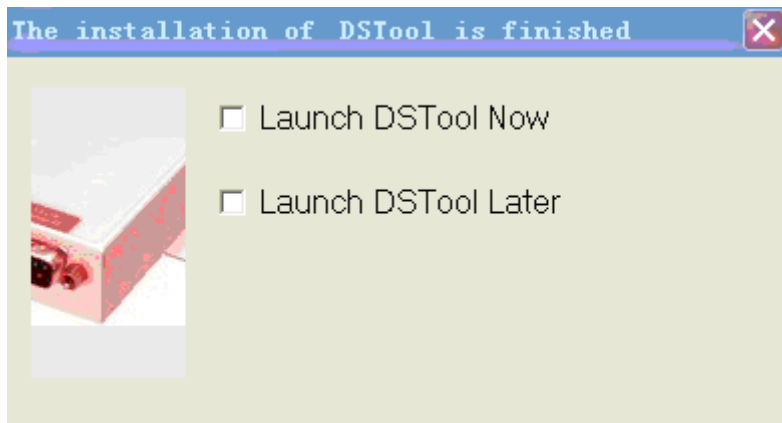 The installation of DSTool is finished
Launch DSTool Now
Launch DSTool Later